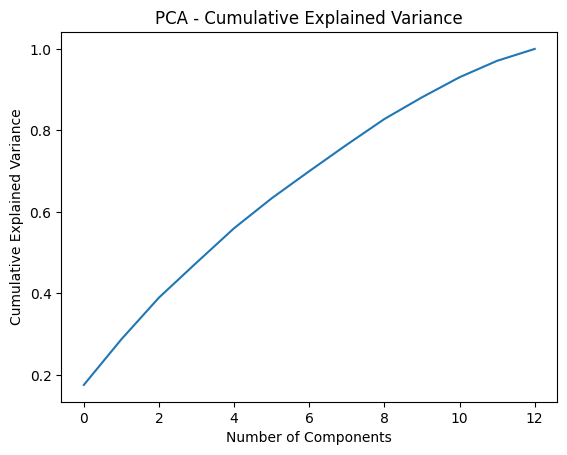 PCA - Cumulative Explained Variance
1.0
0.8
0.6
0.4
0.2
Cumulative Explained Variance
0 2 4 6 8 10 12
Number of Components